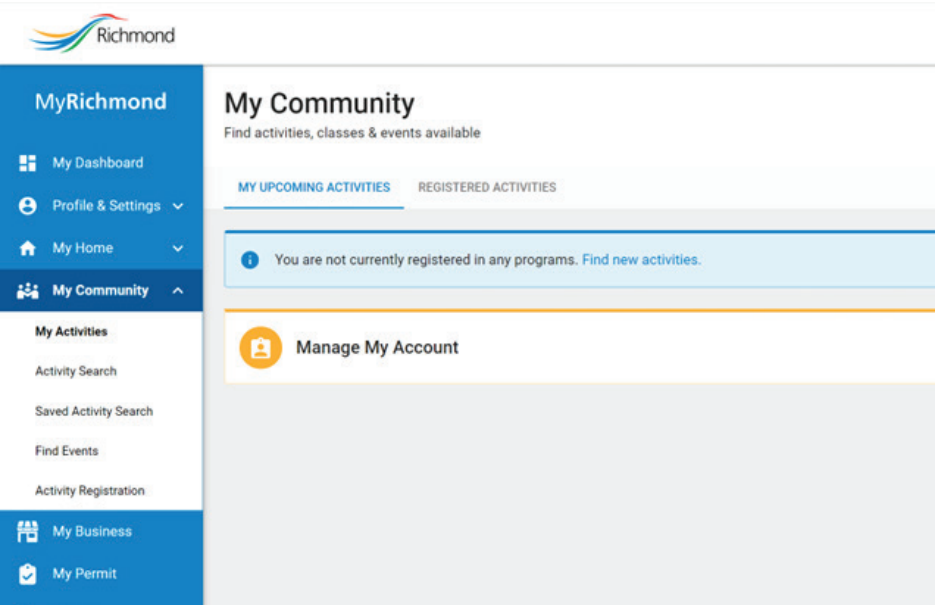 Richmond
MyRichmond
My Dashboard
Profile & Settings
My Home
My Community
My Activities
Activity Search
Saved Activity Search
Find Events
Activity Registration
My Business
My Permit
My Community
Find activities, classes & events available
MY UPCOMING ACTIVITIES REGISTERED ACTIVITIES
You are not currently registered in any programs. Find new activities.
Manage My Account